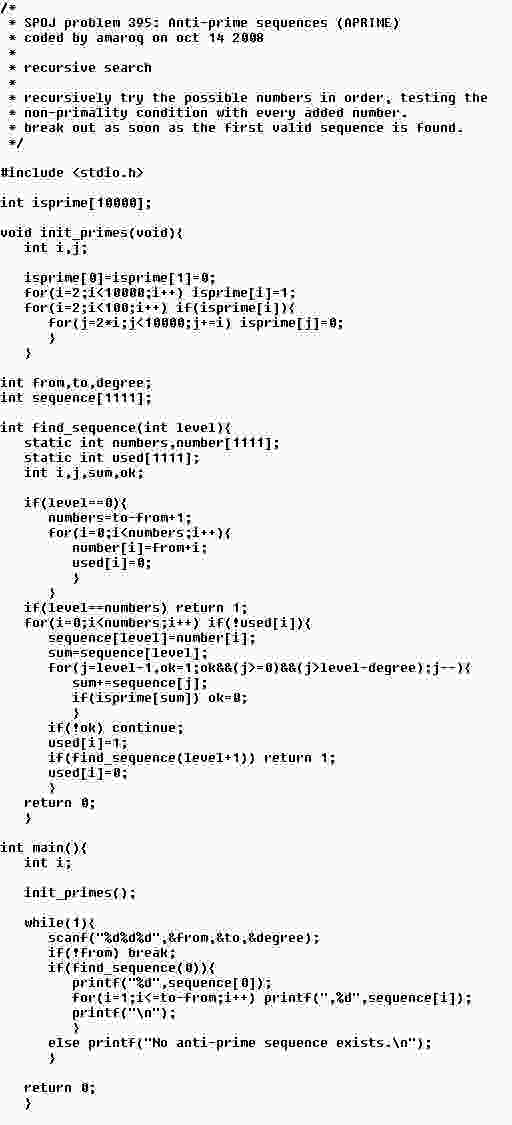 /*
 * SPOJ problem 395: Anti-prime sequences (APRIME)
 * coded by amaroq on oct 14 2008
 *
 * recursive search
 *
 * recursively try the possible numbers in order, testing the
 * non-primality condition with every added number.
 * break out as soon as the first valid sequence is found.
 */

#include <stdio.h>

int isprime[10000];

void init_primes(void){
   int i,j;

   isprime[0]=isprime[1]=0;
   for(i=2;i<10000;i++) isprime[i]=1;
   for(i=2;i<100;i++) if(isprime[i]){
      for(j=2*i;j<10000;j+=i) isprime[j]=0;
      }
   }

int from,to,degree;
int sequence[1111];

int find_sequence(int level){
   static int numbers,number[1111];
   static int used[1111];
   int i,j,sum,ok;

   if(level==0){
      numbers=to-from+1;
      for(i=0;i<numbers;i++){
         number[i]=from+i;
         used[i]=0;
         }
      }
   if(level==numbers) return 1;
   for(i=0;i<numbers;i++) if(!used[i]){
      sequence[level]=number[i];
      sum=sequence[level];
      for(j=level-1,ok=1;ok&&(j>=0)&&(j>level-degree);j--){
         sum+=sequence[j];
         if(isprime[sum]) ok=0;
         }
      if(!ok) continue;
      used[i]=1;
      if(find_sequence(level+1)) return 1;
      used[i]=0;
      }
   return 0;
   }

int main(){
   int i;

   init_primes();

   while(1){
      scanf("%d%d%d",&from,&to,&degree);
      if(!from) break;
      if(find_sequence(0)){
         printf("%d",sequence[0]);
         for(i=1;i<=to-from;i++) printf(",%d",sequence[i]);
         printf("\n");
         }
      else printf("No anti-prime sequence exists.\n");
      }

   return 0;
   }